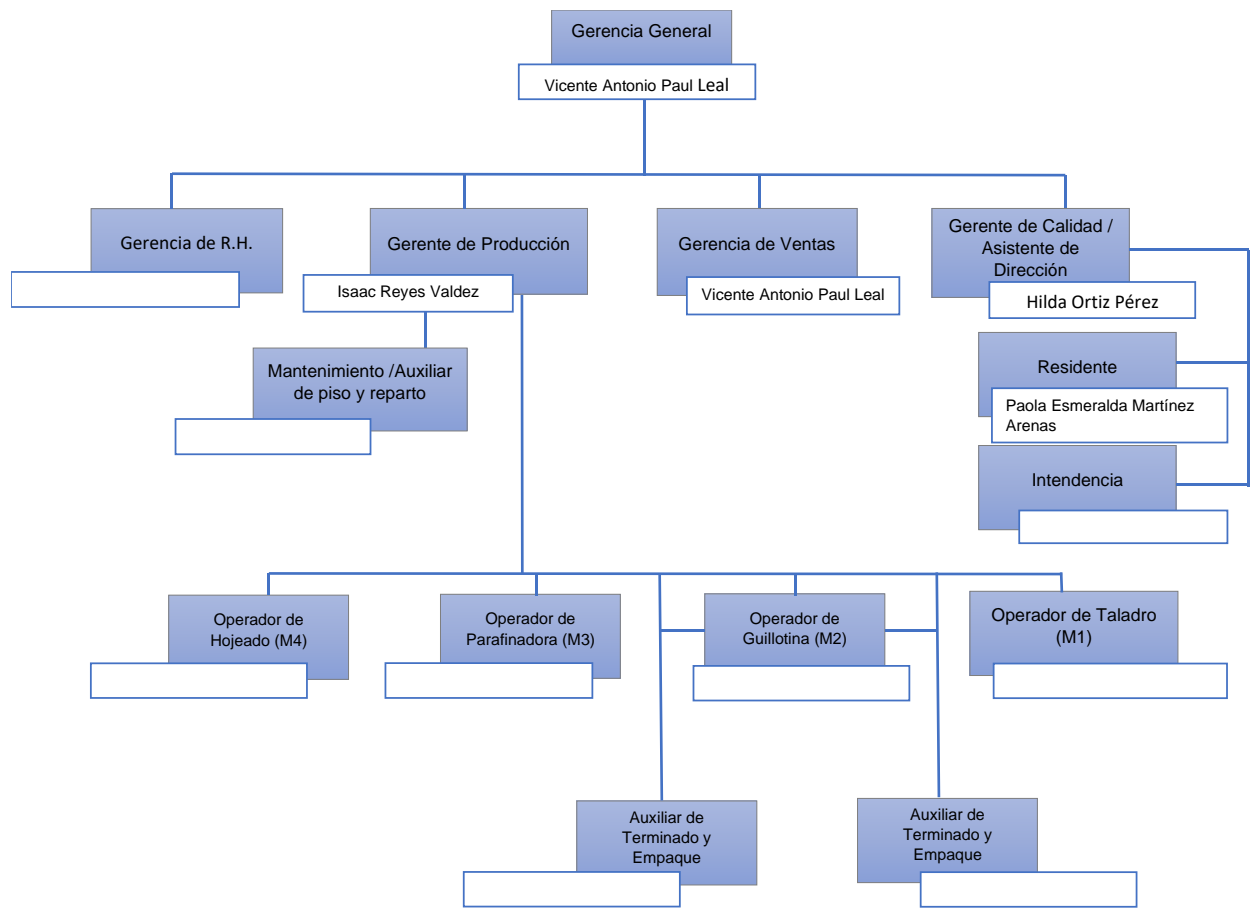 Gerencia General
Vicente Antonio Paul Leal
Gerencia de R.H.
Gerente de Producción
Isaac Reyes Valdez
Gerencia de Ventas
Vicente Antonio Paul Leal
Gerente de Calidad /
Asistente de
Dirección
Hilda Ortiz Pérez
Mantenimiento /Auxiliar
de piso y reparto
Residente
Paola Esmeralda Martínez
Arenas
Intendencia
Operador de
Hojeado (M4)
Operador de
Parafinadora (M3)
Operador de
Guillotina (M2)
Operador de Taladro
(M1)
Auxiliar de
Terminado y
Empaque
Auxiliar de
Terminado y
Empaque